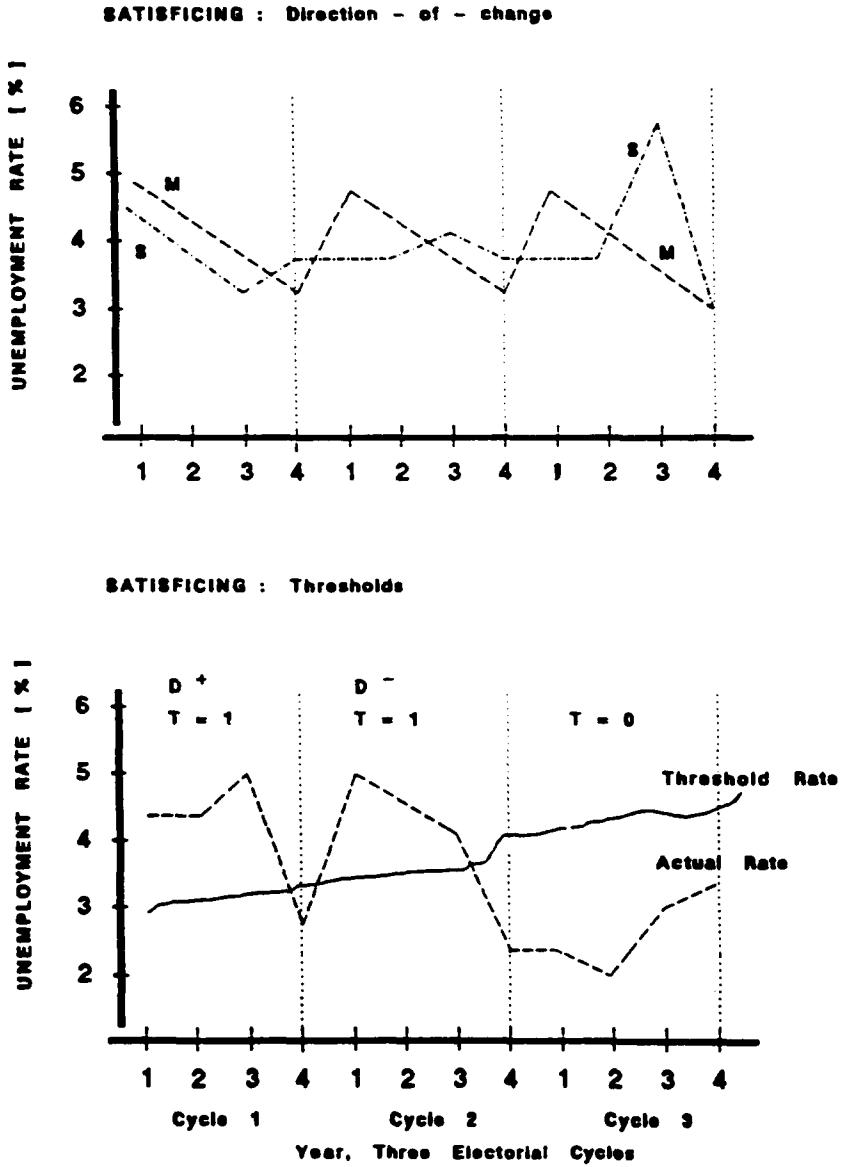 SATISFICING : Direction - of - change
UNEMPLOYMENT RATE [ % ]
6
5
4
3
2
M
S
S
M
1 2 3 4 1 2 3 4 1 2 3 4
SATISFICING : Thresholds
UNEMPLOYMENT RATE [ % ]
6
5
4
3
2
D + D -
T = 1 T = 1 T = 0
Threshold Rate
Actual Rate
1 2 3 4 1 2 3 4 1 2 3 4
Cycle 1 Cycle 2 Cycle 3
Year, Three Electorial Cycles